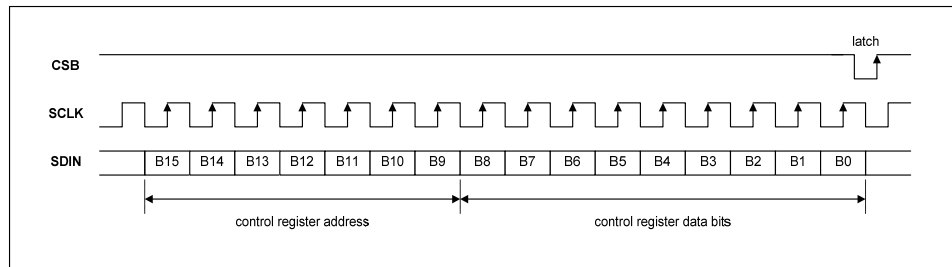 latch
CSB
SCLK
SDIN B15 B14 B13 B12 B11 B10 B9 B8 B7 B6 B5 B4 B3 B2 B1 B0
control register address control register data bits